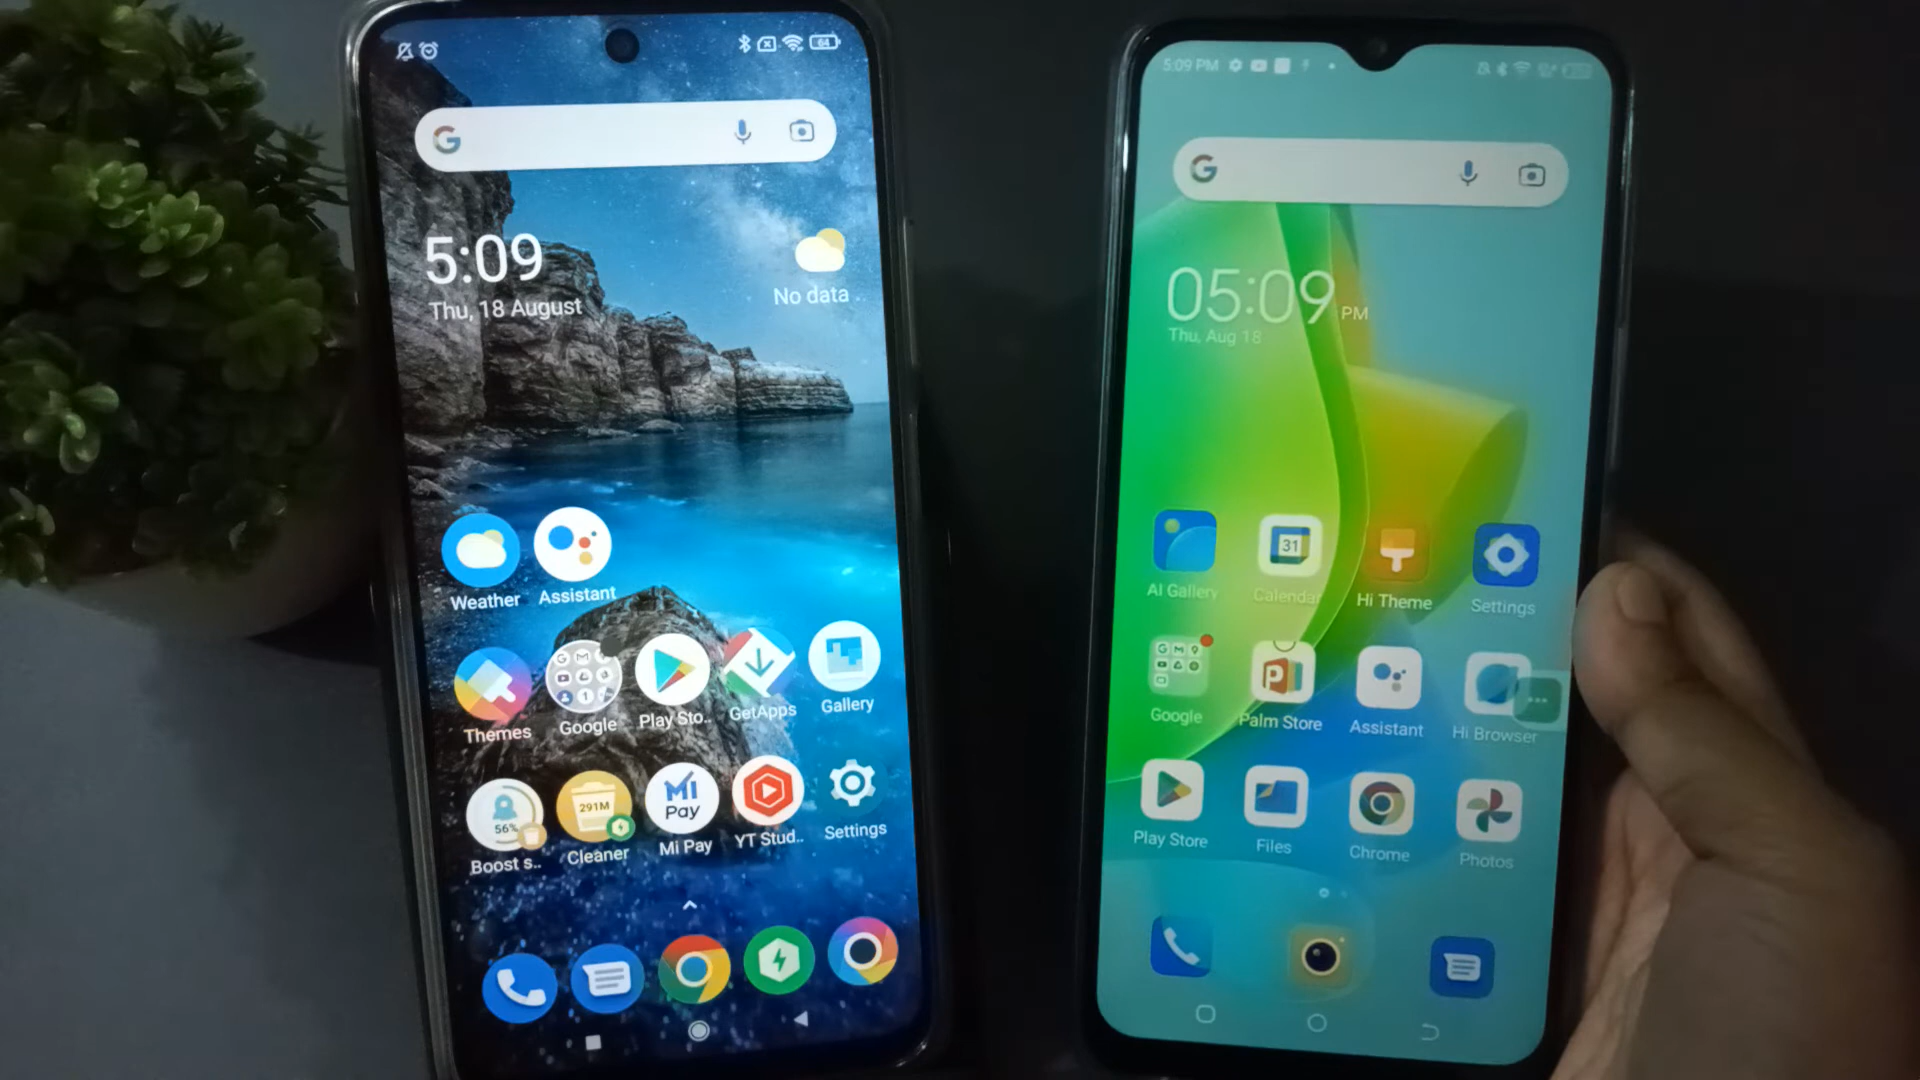 64
5:09
Thu, 18 August
No data
Weather
Assistant
Themes
Google
Play Sto..
GetApps
Gallery
56%
291M
Mi
Pay
Boost s..
Cleaner
Mi Pay
YT Stud..
Settings
5:09 PM
05:09 PM
Thu, Aug 18
31
AI Gallery
Calendar
Hi Theme
Settings
Google
Palm Store
Assistant
Hi Browser
Play Store
Files
Chrome
Photos